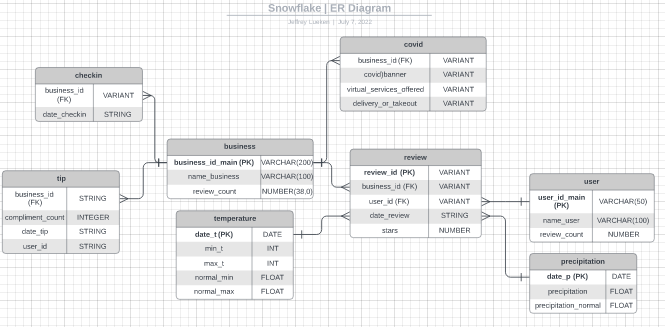 Snowflake | ER Diagram
Jeffrey Lueken | July 7, 2022
covid
business_id (FK) VARIANT
covid)banner VARIANT
virtual_services_offered VARIANT
delivery_or_takeout VARIANT
checkin
business_id (FK) VARIANT
date_checkin STRING
business
business_id_main (PK) VARCHAR(200)
name_business VARCHAR(100)
review_count NUMBER(38,0)
review
review_id (PK) VARIANT
business_id (FK) VARIANT
user_id (FK) VARIANT
date_review STRING
stars NUMBER
tip
business_id (FK) STRING
compliment_count INTEGER
date_tip STRING
user_id STRING
user
user_id_main (PK) VARCHAR(50)
name_user VARCHAR(100)
review_count NUMBER
temperature
date_t (PK) DATE
min_t INT
max_t INT
normal_min FLOAT
normal_max FLOAT
precipitation
date_p (PK) DATE
precipitation FLOAT
precipitation_normal FLOAT